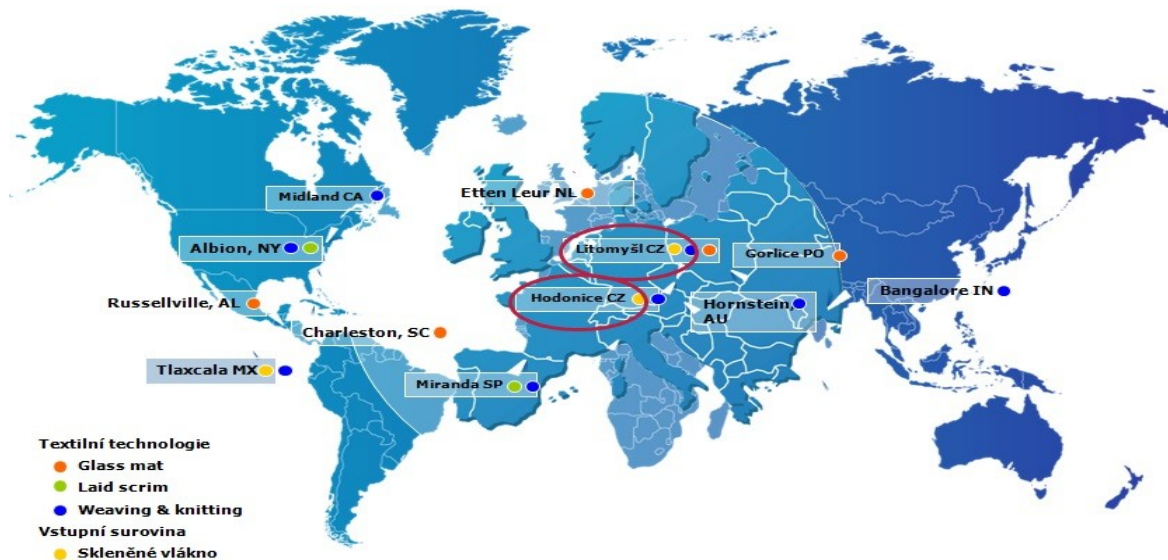 Midland CA
Etten Leur NL
Albion, NY
Litomyšl CZ
Gorlice PO
Russellville, AL
Hodonice CZ
Hornstein,
AU
Bangalore IN
Charleston, SC
Tlaxcala MX
Miranda SP
Textilní technologie
Glass mat
Laid scrim
Weaving & knitting
Vstupní surovina
Skleněné vlákno